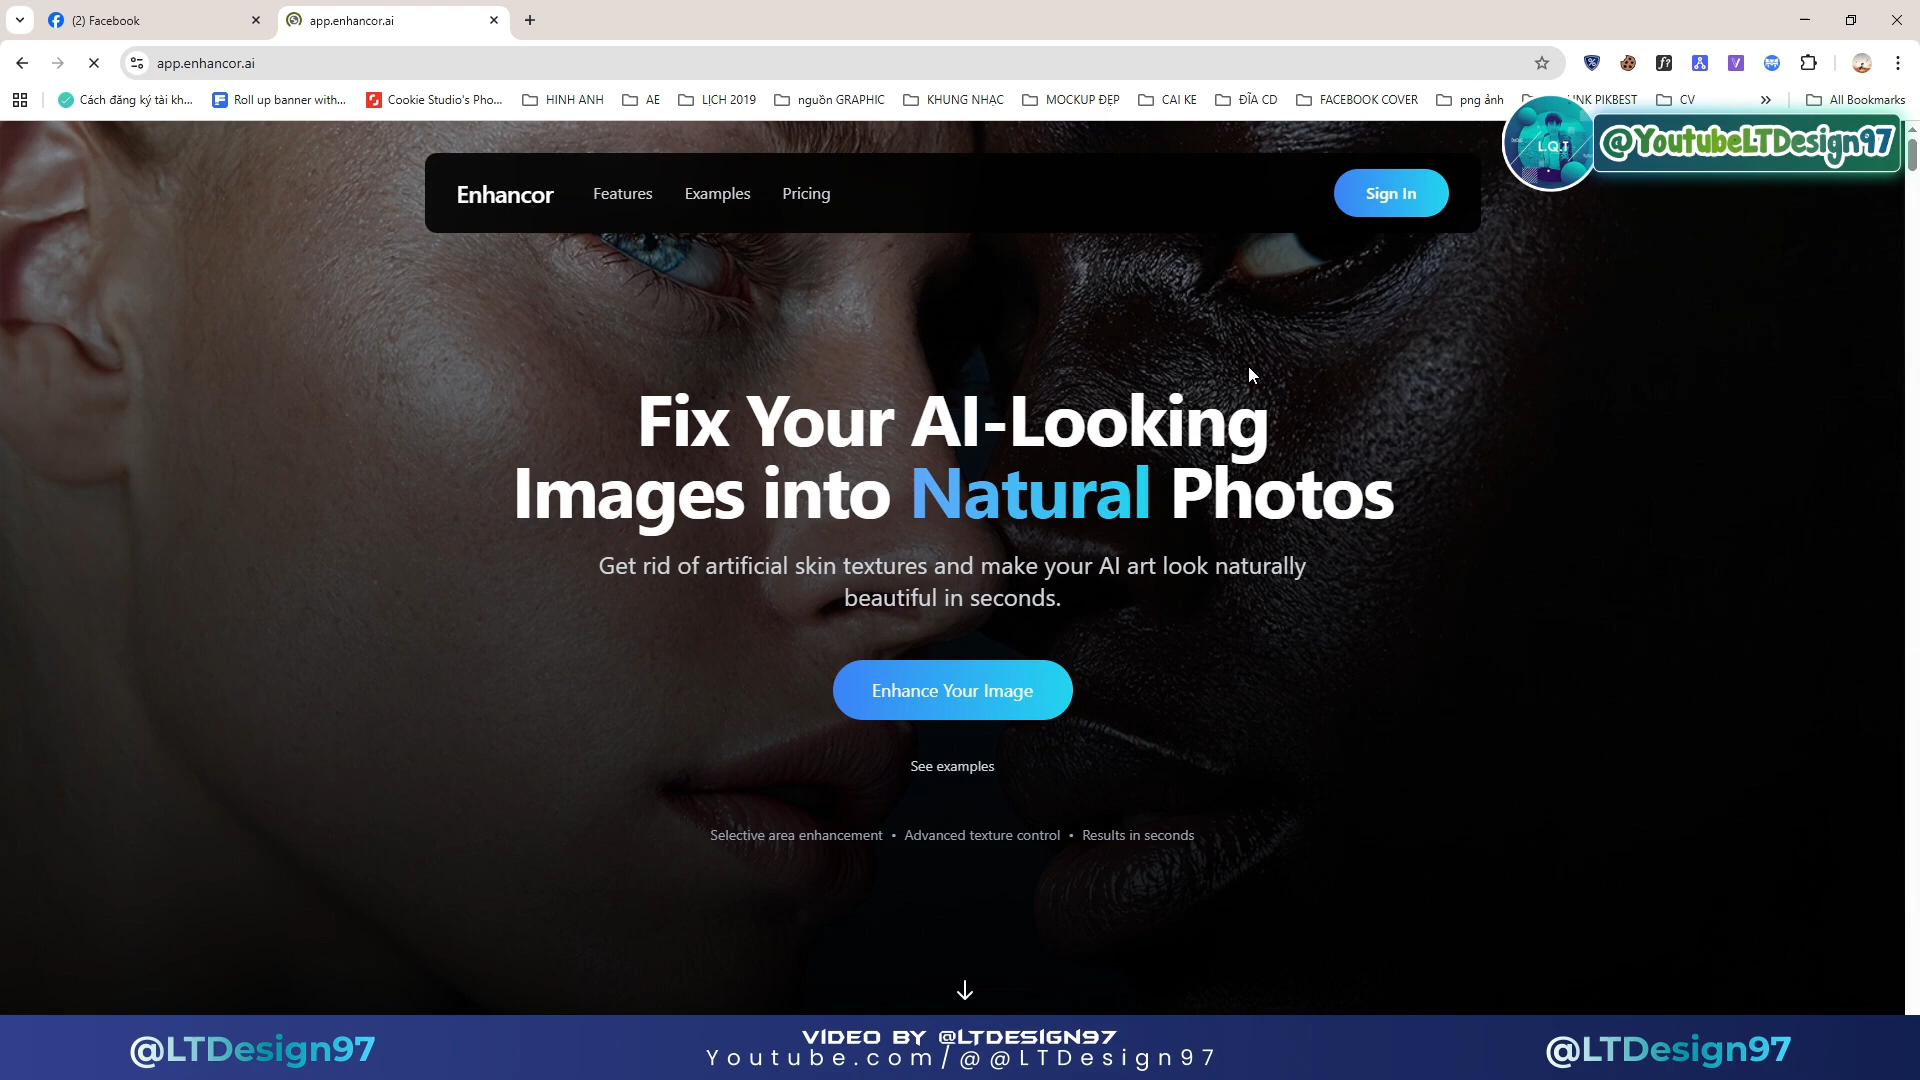 (2) Facebook
app.enhancor.ai
app.enhancor.ai
Cách đăng ký tài kh...
Roll up banner with...
Cookie Studio's Pho...
HINH ANH
AE
LỊCH 2019
nguồn GRAPHIC
KHUNG NHẠC
MOCKUP ĐẸP
CAI KE
ĐĨA CD
FACEBOOK COVER
png ảnh
PIKBEST
CV
All Bookmarks
L.Q.T
@YoutubeLTDesign97
Enhancor
Features
Examples
Pricing
Sign In
Fix Your AI-Looking
Images into Natural Photos
Get rid of artificial skin textures and make your AI art look naturally
beautiful in seconds.
Enhance Your Image
See examples
Selective area enhancement • Advanced texture control • Results in seconds
@LTDesign97
VIDEO BY @LTDESIGN97
Youtube.com/@@LTDesign97
@LTDesign97